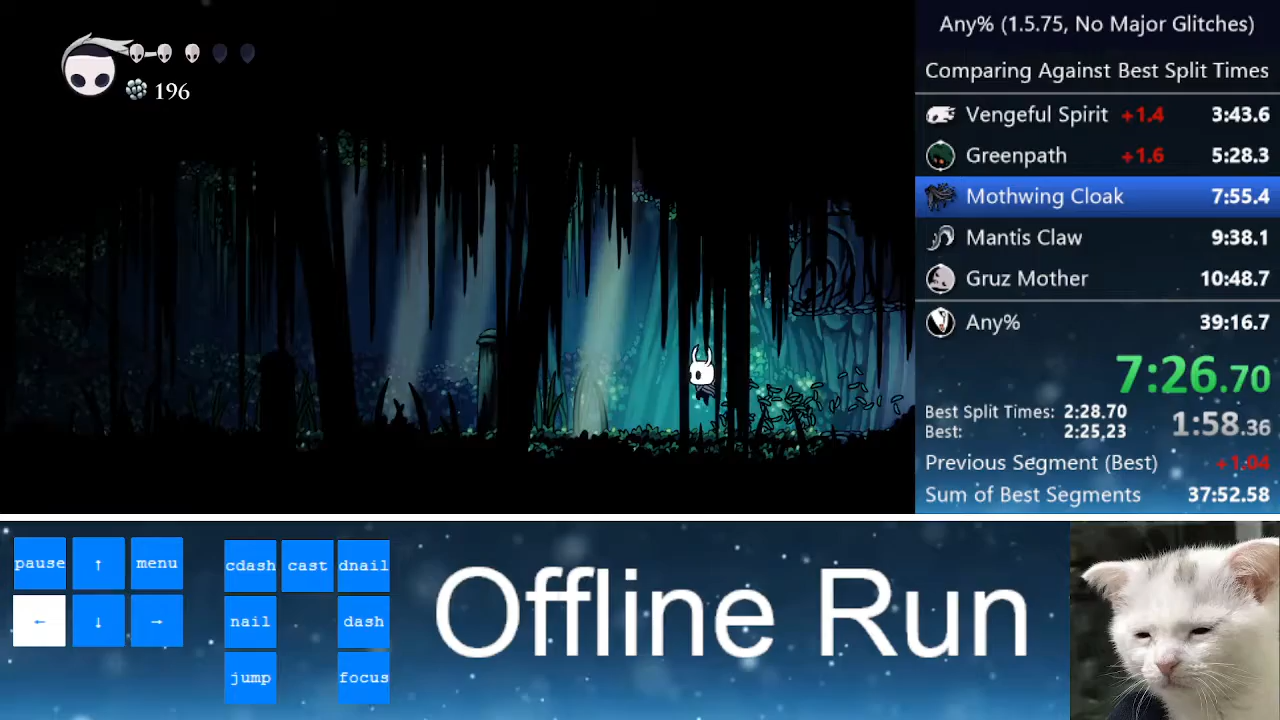 196
Any% (1.5.75, No Major Glitches)
Comparing Against Best Split Times
Vengeful Spirit +1.4 3:43.6
Greenpath +1.6 5:28.3
Mothwing Cloak 7:55.4
Mantis Claw 9:38.1
Gruz Mother 10:48.7
Any% 39:16.7
7:26.70
Best Split Times: 2:28.70
Best: 2:25.23
1:58.36
Previous Segment (Best) +1.04
Sum of Best Segments 37:52.58
pause ↑ menu
← ↓ →
cdash cast dnail
nail dash
jump focus
Offline Run